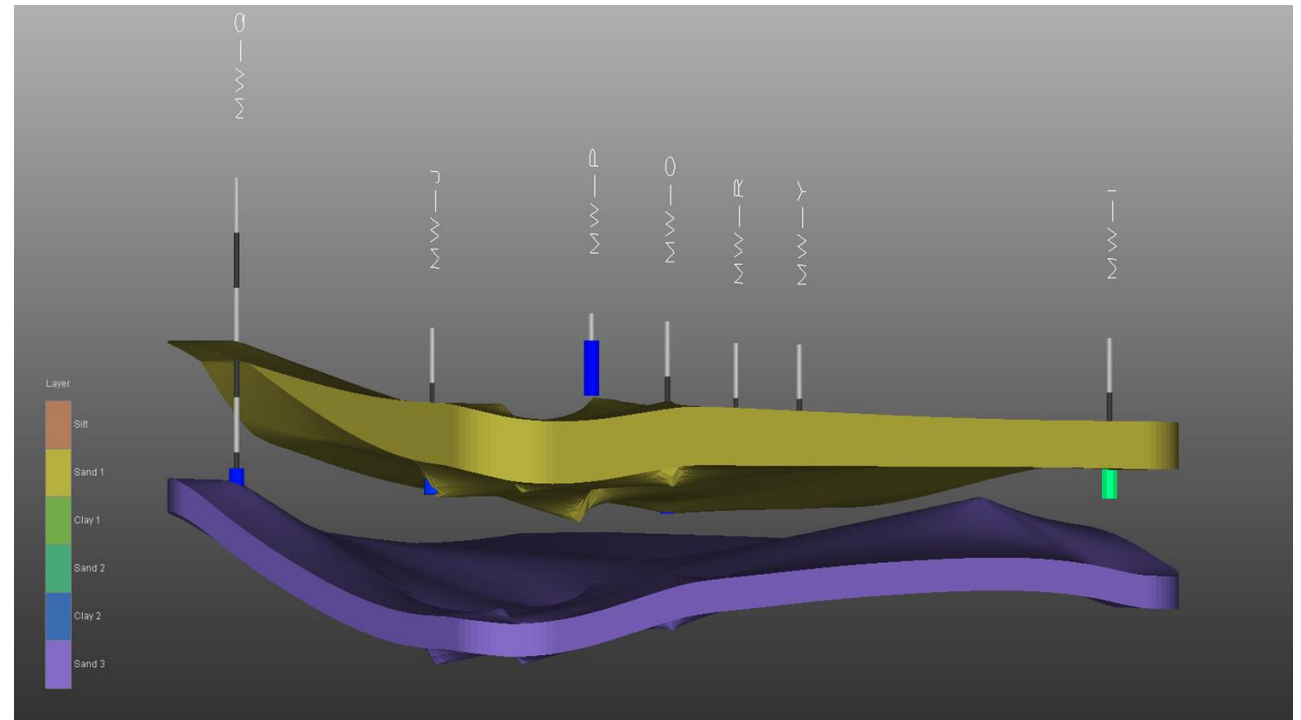 MW-Q
MW-J
MW-P
MW-O
MW-R
MW-Y
MW-I
Layer
Silt
Sand 1
Clay 1
Sand 2
Clay 2
Sand 3